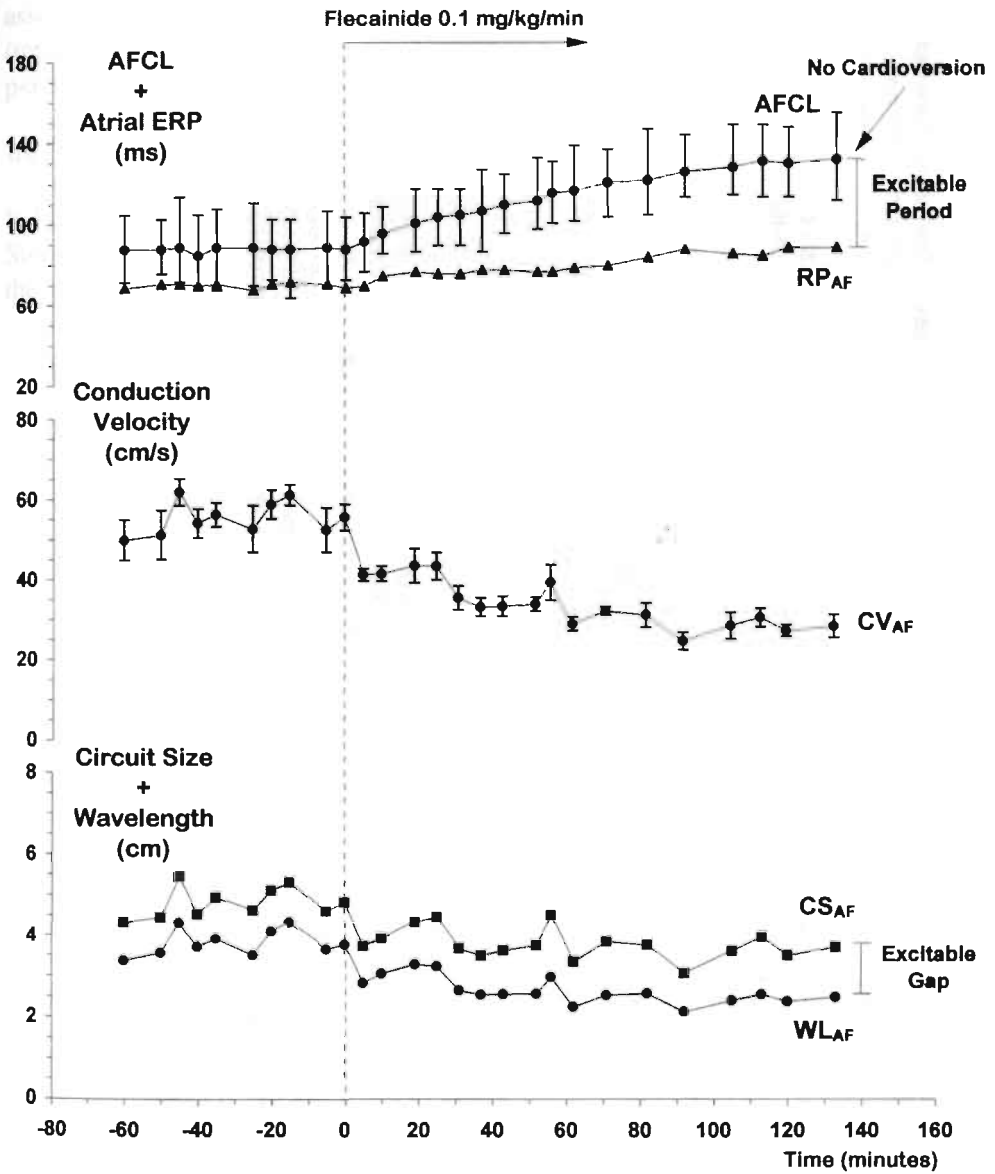 Flecainide 0.1 mg/kg/min
AFCL
+
Atrial ERP
(ms)
No Cardioversion
AFCL
Excitable
Period
RPAF
180
140
100
60
20
Conduction
Velocity
(cm/s)
80
60
40
20
0
CVAF
Circuit Size
+
Wavelength
(cm)
8
6
4
2
0
CSAF
Excitable
Gap
WLAF
-80 -60 -40 -20 0 20 40 60 80 100 120 140 160
Time (minutes)